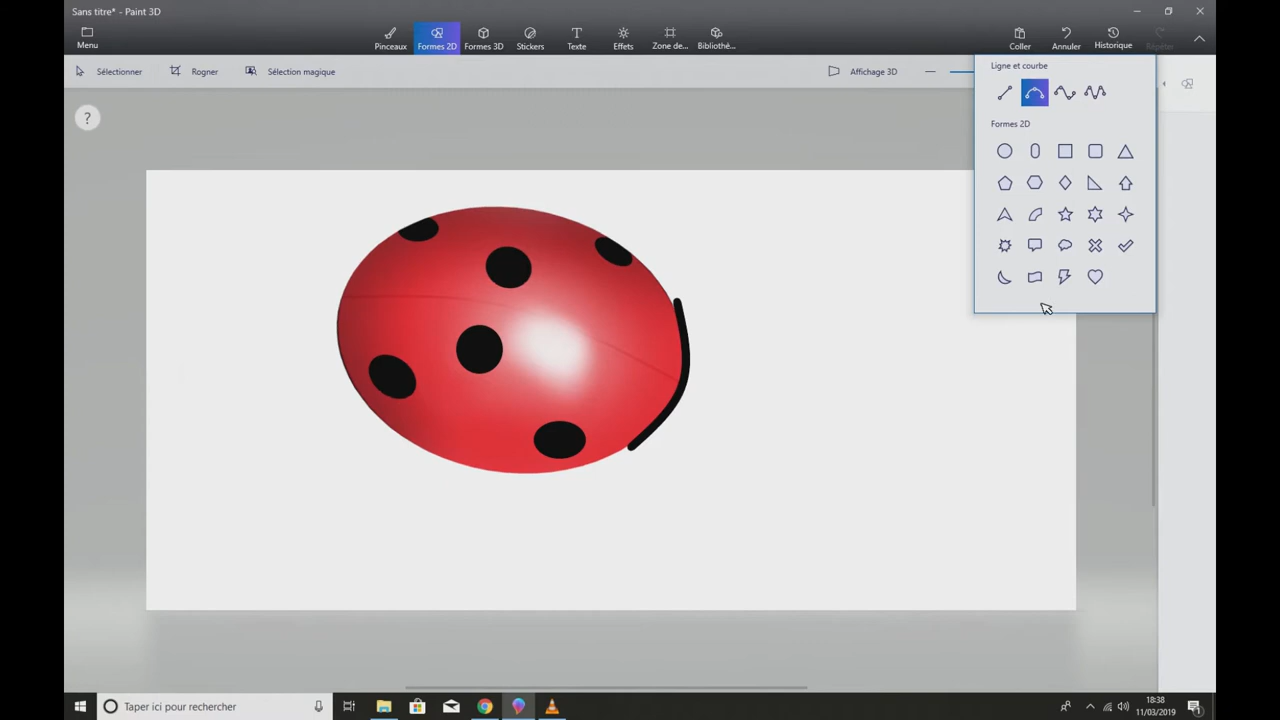 Sans titre* - Paint 3D
Menu
Pinceaux
Formes 2D
Formes 3D
Stickers
Texte
Effets
Zone de...
Bibliothè...
Coller
Annuler
Historique
Répéter
Sélectionner
Rogner
Sélection magique
Affichage 3D
Ligne et courbe
Formes 2D
?
Taper ici pour rechercher
18:38
11/03/2019
1